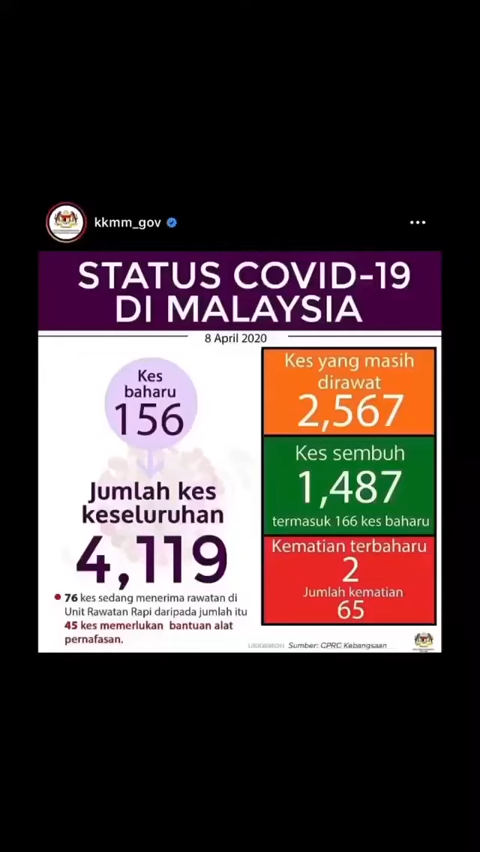 kkmm_gov
STATUS COVID-19
DI MALAYSIA
8 April 2020
Kes
baharu
156
Jumlah kes
keseluruhan
4,119
76 kes sedang menerima rawatan di
Unit Rawatan Rapi daripada jumlah itu
45 kes memerlukan bantuan alat
pernafasan.
Kes yang masih
dirawat
2,567
Kes sembuh
1,487
termasuk 166 kes baharu
Kematian terbaharu
2
Jumlah kematian
65
Sumber: CPRC Kebangsaan